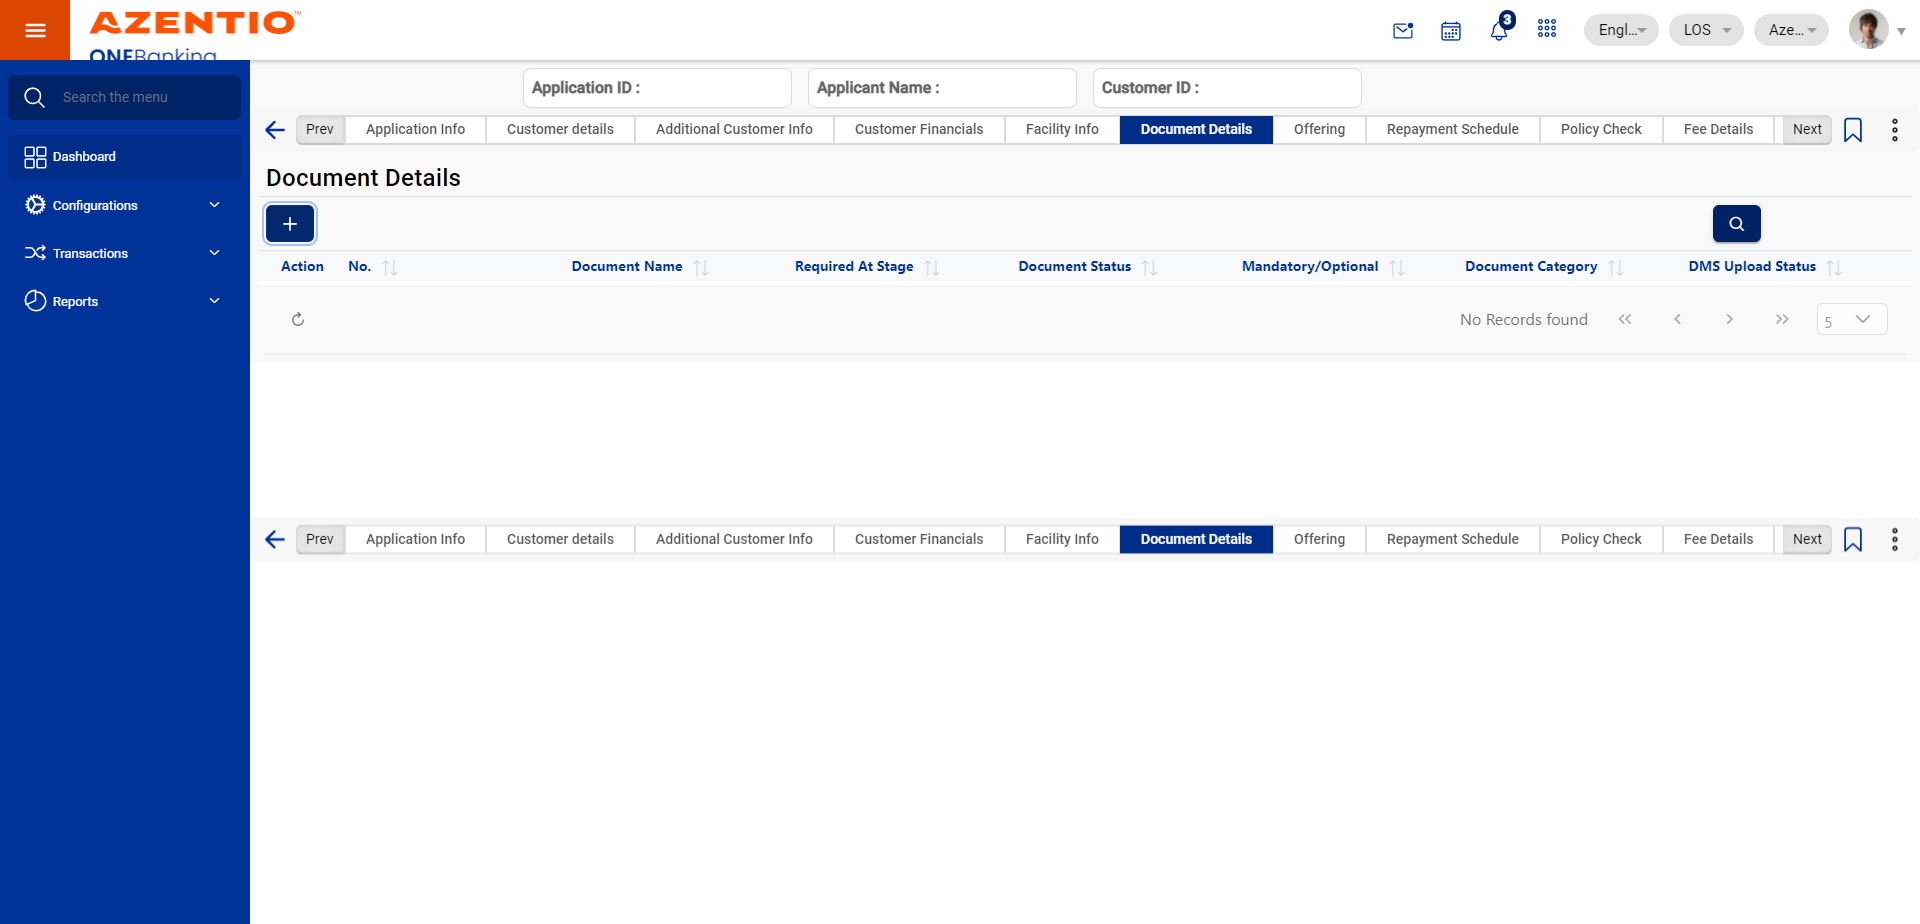 AZENTIO™
ONEBanking
3
Engl...
LOS
Aze...
Search the menu
Dashboard
Configurations
Transactions
Reports
Application ID :
Applicant Name :
Customer ID :
Prev
Application Info
Customer details
Additional Customer Info
Customer Financials
Facility Info
Document Details
Offering
Repayment Schedule
Policy Check
Fee Details
Next
Document Details
Action
No.
Document Name
Required At Stage
Document Status
Mandatory/Optional
Document Category
DMS Upload Status
No Records found
5
Prev
Application Info
Customer details
Additional Customer Info
Customer Financials
Facility Info
Document Details
Offering
Repayment Schedule
Policy Check
Fee Details
Next